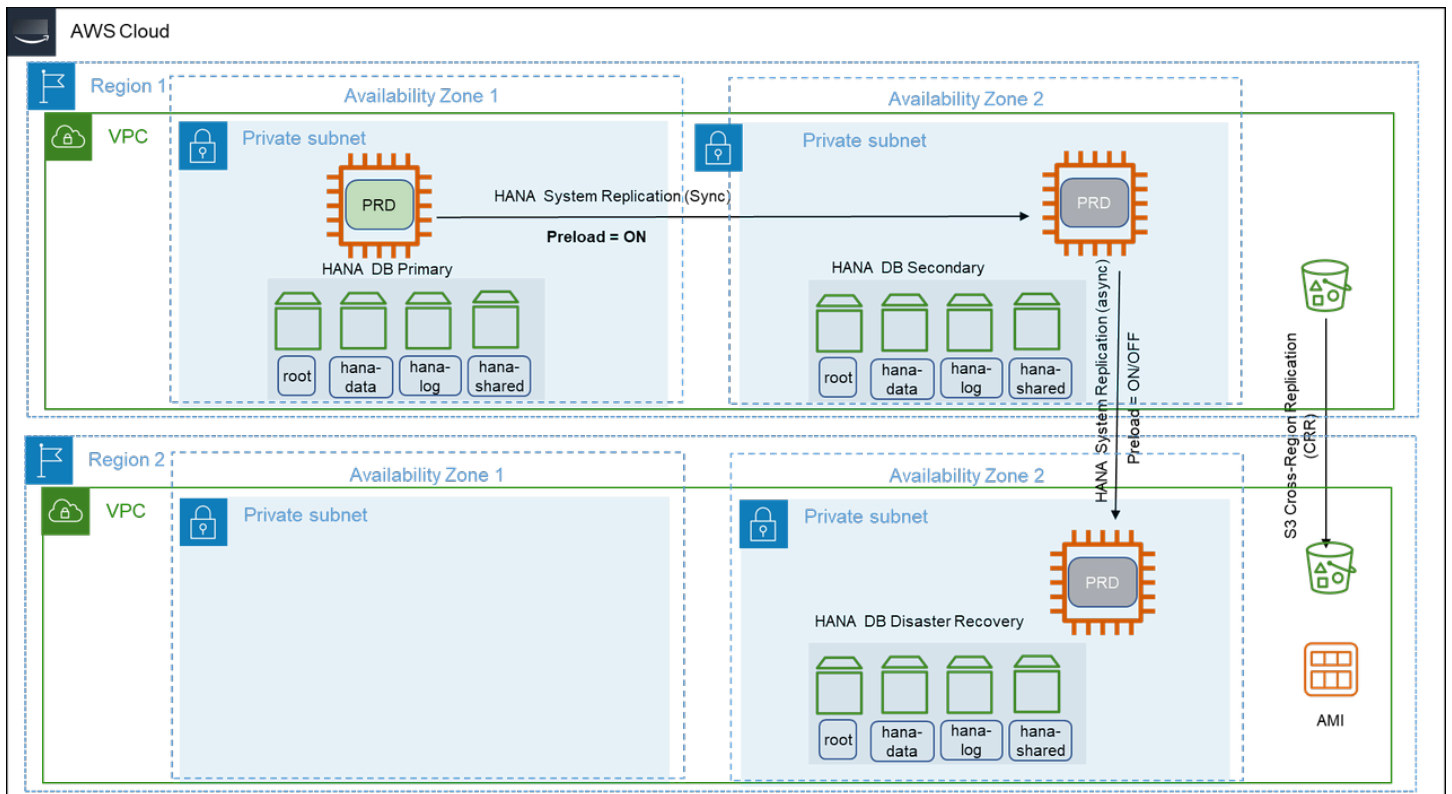 AWS Cloud
Region 1
Availability Zone 1
Availability Zone 2
VPC
Private subnet
Private subnet
PRD
HANA System Replication (Sync)
Preload = ON
PRD
HANA DB Primary
HANA DB Secondary
root
hana-
data
hana-
log
hana-
shared
root
hana-
data
hana-
log
hana-
shared
HANA System Replication (async)
Preload = ON/OFF
S3 Cross-Region Replication
(CRR)
Region 2
Availability Zone 1
Availability Zone 2
VPC
Private subnet
Private subnet
PRD
HANA DB Disaster Recovery
root
hana-
data
hana-
log
hana-
shared
AMI